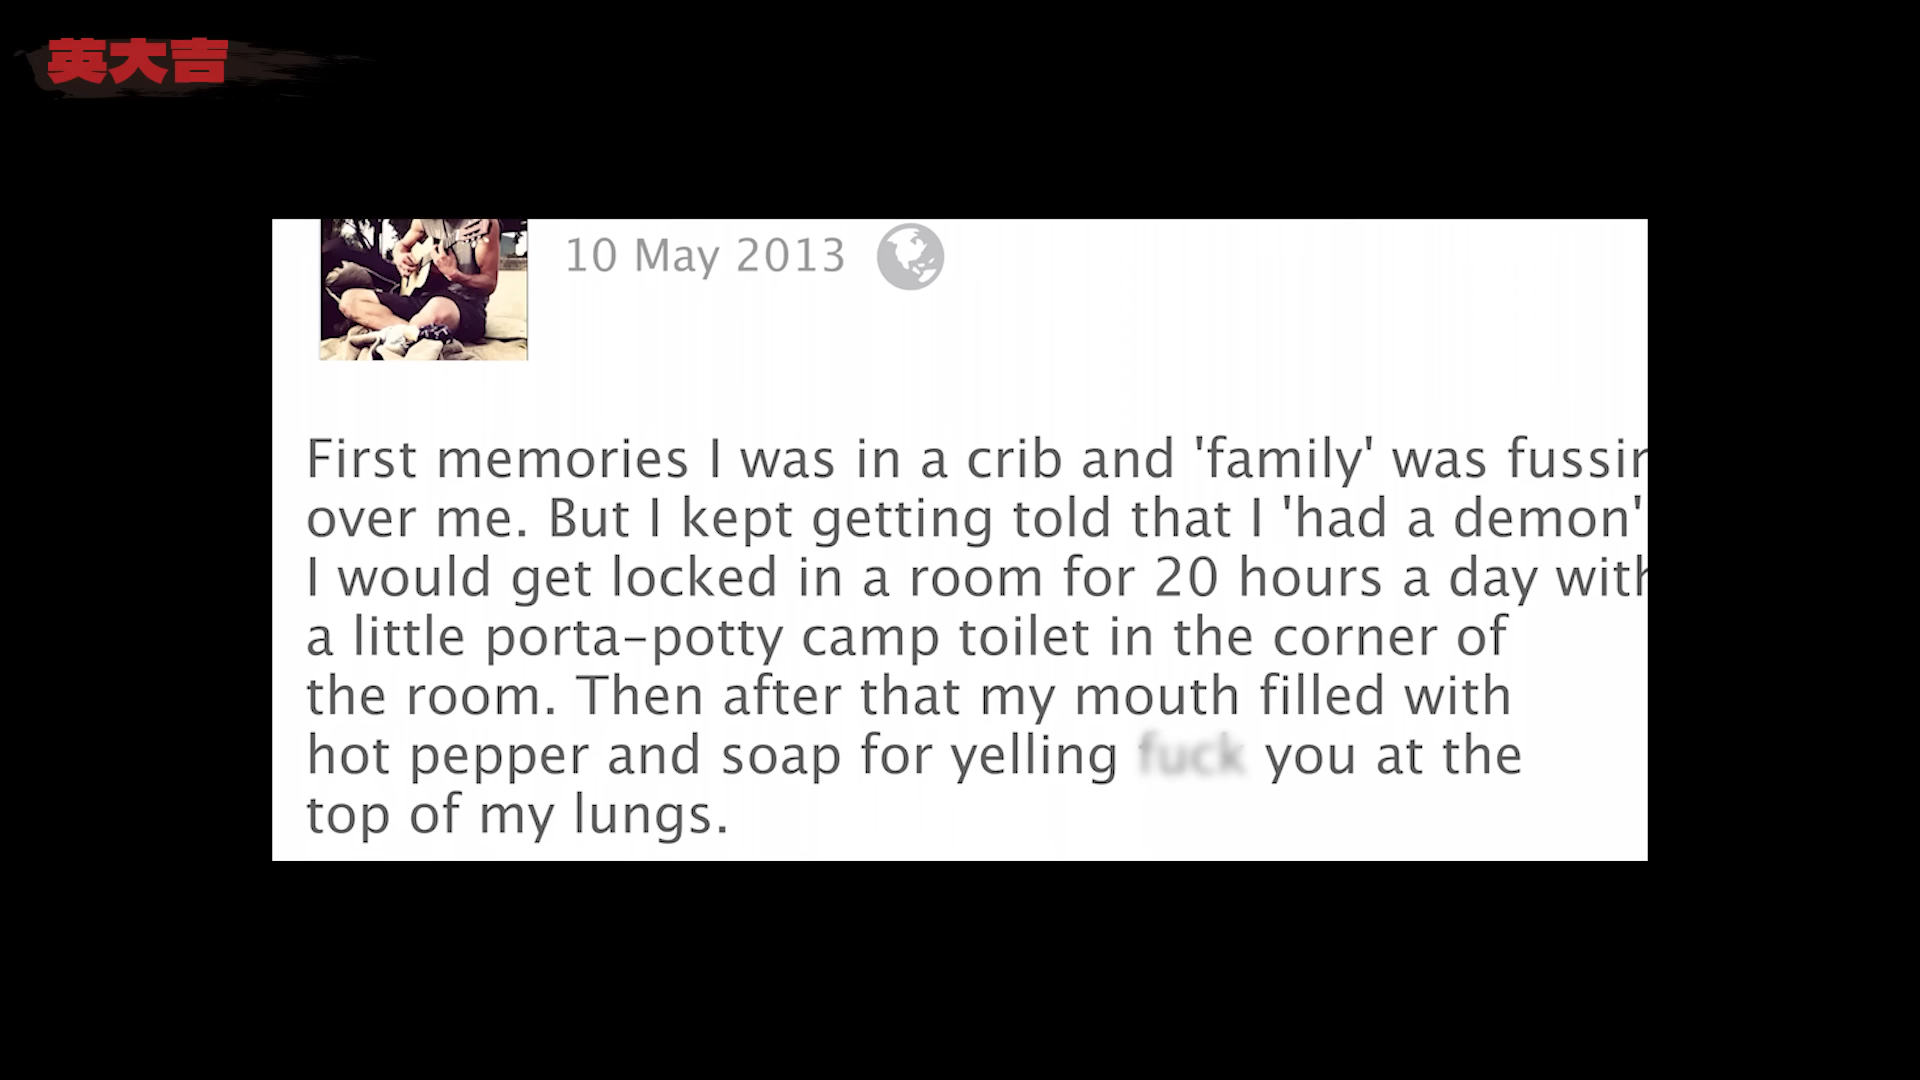 英大吉
10 May 2013
First memories I was in a crib and 'family' was fussin
over me. But I kept getting told that I 'had a demon'
I would get locked in a room for 20 hours a day with
a little porta-potty camp toilet in the corner of
the room. Then after that my mouth filled with
hot pepper and soap for yelling fuck you at the
top of my lungs.